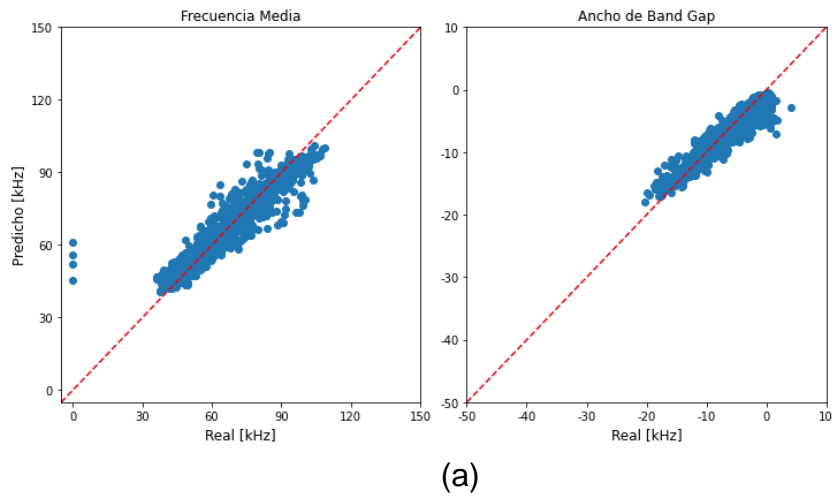 Frecuencia Media
150
120
90
60
30
0
Predicho [kHz]
0 30 60 90 120 150
Real [kHz]
Ancho de Band Gap
10
0
-10
-20
-30
-40
-50
-50 -40 -30 -20 -10 0 10
Real [kHz]
(a)